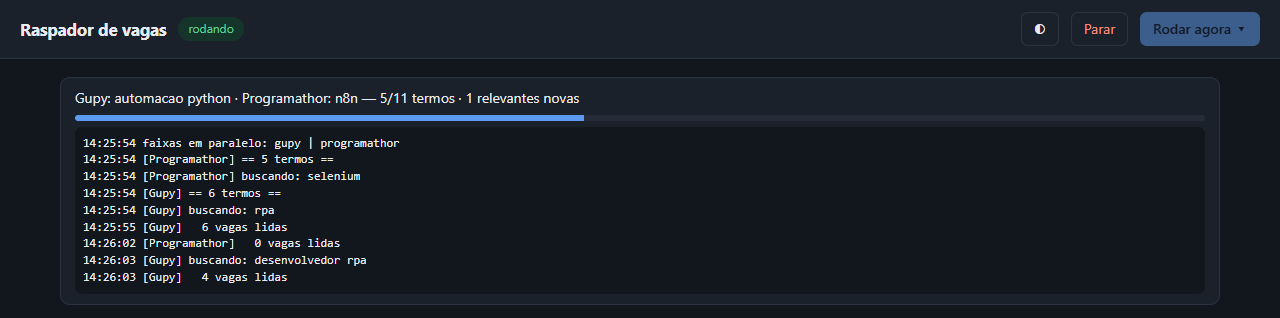 Raspador de vagas rodando Parar Rodar agora
Gupy: automacao python · Programathor: n8n — 5/11 termos · 1 relevantes novas
14:25:54 faixas em paralelo: gupy | programathor
14:25:54 [Programathor] == 5 termos ==
14:25:54 [Programathor] buscando: selenium
14:25:54 [Gupy] == 6 termos ==
14:25:54 [Gupy] buscando: rpa
14:25:55 [Gupy]   6 vagas lidas
14:26:02 [Programathor]   0 vagas lidas
14:26:03 [Gupy] buscando: desenvolvedor rpa
14:26:03 [Gupy]   4 vagas lidas